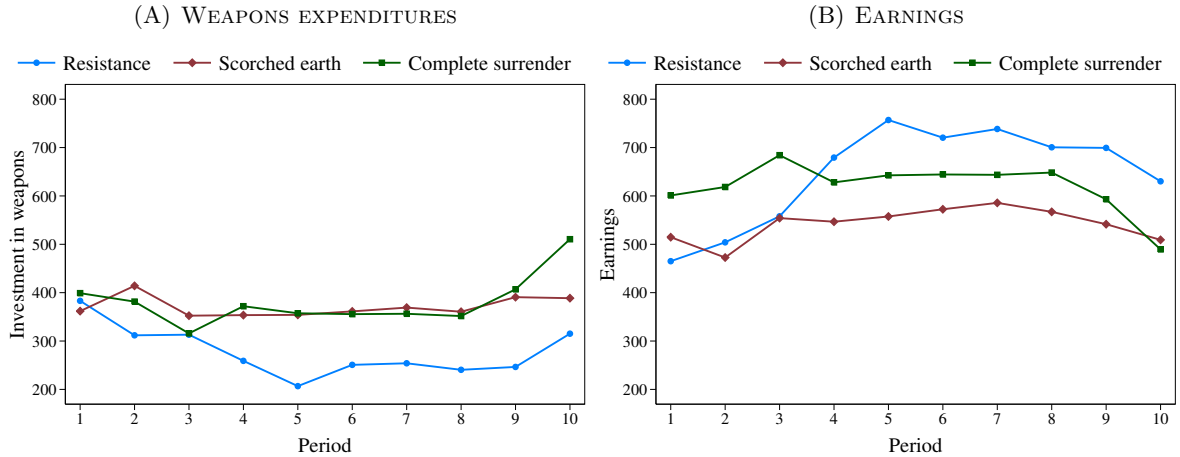 (A) WEAPONS EXPENDITURES
Resistance Scorched earth Complete surrender
800
700
600
500
400
300
200
Investment in weapons
1 2 3 4 5 6 7 8 9 10
Period
(B) EARNINGS
Resistance Scorched earth Complete surrender
800
700
600
500
400
300
200
Earnings
1 2 3 4 5 6 7 8 9 10
Period